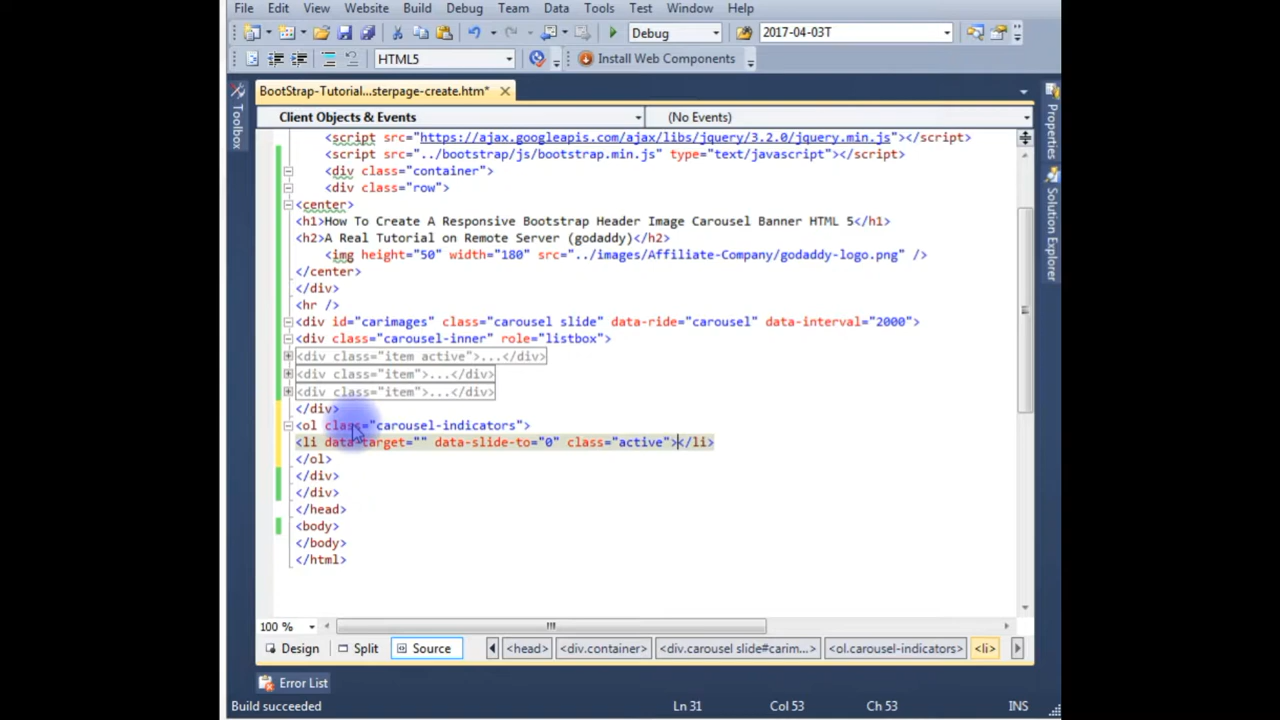 File Edit View Website Build Debug Team Data Tools Test Window Help
Debug 2017-04-03T
HTML5 Install Web Components
BootStrap-Tutorial...sterpage-create.htm*
Client Objects & Events (No Events)
Toolbox
Properties
Solution Explorer
<script src="https://ajax.googleapis.com/ajax/libs/jquery/3.2.0/jquery.min.js"></script>
<script src="../bootstrap/js/bootstrap.min.js" type="text/javascript"></script>
<div class="container">
<div class="row">
<center>
<h1>How To Create A Responsive Bootstrap Header Image Carousel Banner HTML 5</h1>
<h2>A Real Tutorial on Remote Server (godaddy)</h2>
<img height="50" width="180" src="../images/Affiliate-Company/godaddy-logo.png" />
</center>
</div>
<hr />
<div id="carimages" class="carousel slide" data-ride="carousel" data-interval="2000">
<div class="carousel-inner" role="listbox">
<div class="item active">...</div>
<div class="item">...</div>
<div class="item">...</div>
</div>
<ol class="carousel-indicators">
<li data-target="" data-slide-to="0" class="active"></li>
</ol>
</div>
</div>
</head>
<body>
</body>
</html>
100 %
Design Split Source <head> <div.container> <div.carousel slide#carim...> <ol.carousel-indicators> <li>
Error List
Build succeeded Ln 31 Col 53 Ch 53 INS